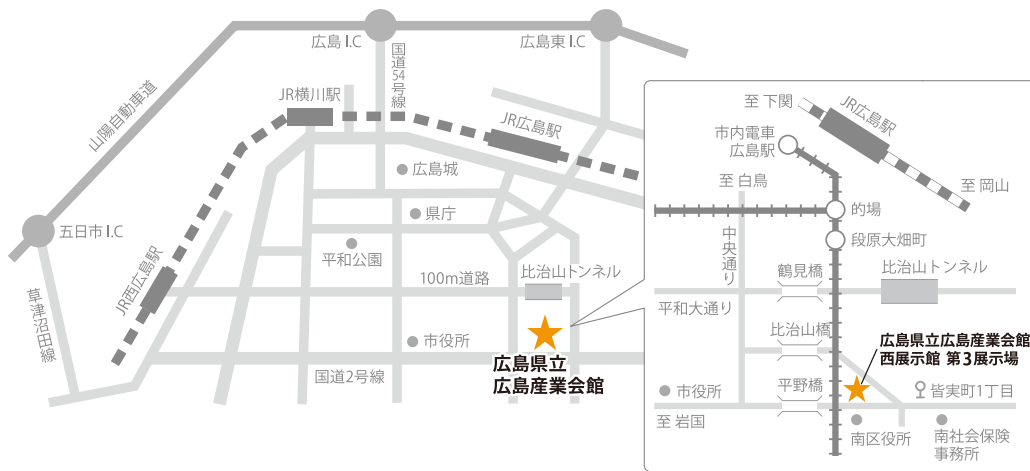 広島 I.C
広島東 I.C
国道54号線
山陽自動車道
JR横川駅
JR広島駅
広島城
県庁
五日市 I.C
平和公園
JR西広島駅
100m道路
比治山トンネル
草津沼田線
市役所
国道2号線
広島県立
広島産業会館
至 下関
JR広島駅
市内電車
広島駅
至 白島
至 岡山
的場
中央通り
段原大畑町
鶴見橋
比治山トンネル
平和大通り
比治山橋
広島県立広島産業会館
西展示館 第3展示場
市役所
平野橋
皆実町1丁目
至 岩国
南区役所
南社会保険
事務所